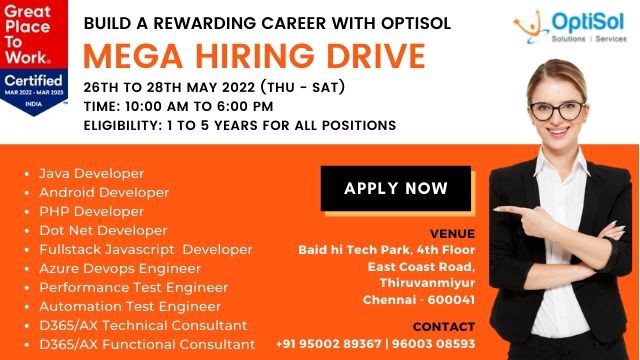 Great
Place
To
Work®
Certified
MAR 2022 - MAR 2023
INDIA
BUILD A REWARDING CAREER WITH OPTISOL
OptiSol
Solutions | Services
MEGA HIRING DRIVE
26TH TO 28TH MAY 2022 (THU - SAT)
TIME: 10:00 AM TO 6:00 PM
ELIGIBILITY: 1 TO 5 YEARS FOR ALL POSITIONS
• Java Developer
• Android Developer
• PHP Developer
• Dot Net Developer
• Fullstack Javascript Developer
• Azure Devops Engineer
• Performance Test Engineer
• Automation Test Engineer
• D365/AX Technical Consultant
• D365/AX Functional Consultant
APPLY NOW
VENUE
Baid hi Tech Park, 4th Floor
East Coast Road,
Thiruvanmiyur
Chennai - 600041
CONTACT
+91 95002 89367 | 96003 08593